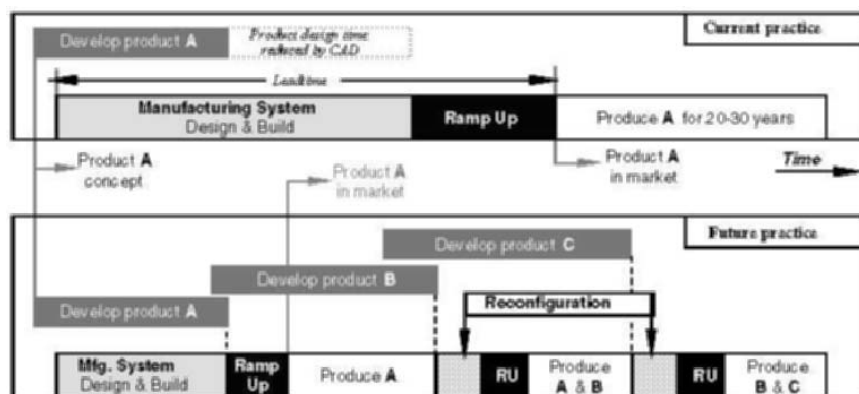 Develop product A
Product design time
reduced by CAD
Current practice
Leadtime
Manufacturing System
Design & Build
Ramp Up
Produce A for 20-30 years
Product A
concept
Product A
in market
Product A
in market
Time
Future practice
Develop product C
Develop product B
Develop product A
Reconfiguration
Mfg. System
Design & Build
Ramp
Up
Produce A
RU
Produce
A & B
RU
Produce
B & C